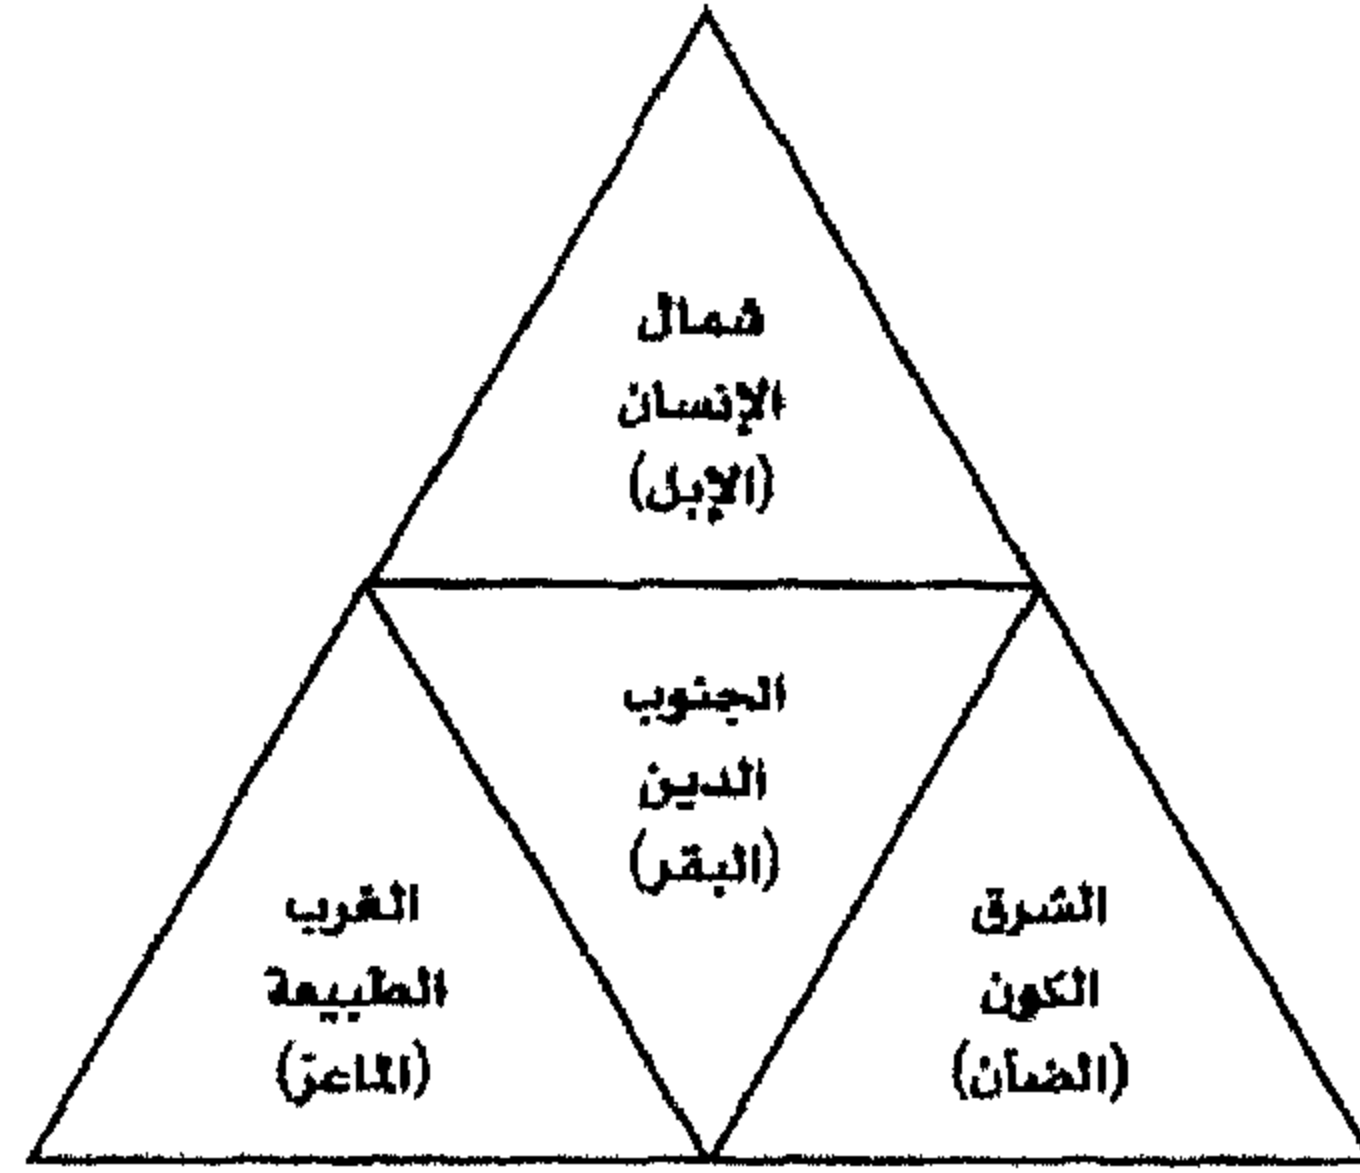 شمال
الإنسان
(الإبل)
الجنوب
الدين
(البقر)
الشرق
الكون
(الضأن)
الغرب
الطبيعة
(الماعز)